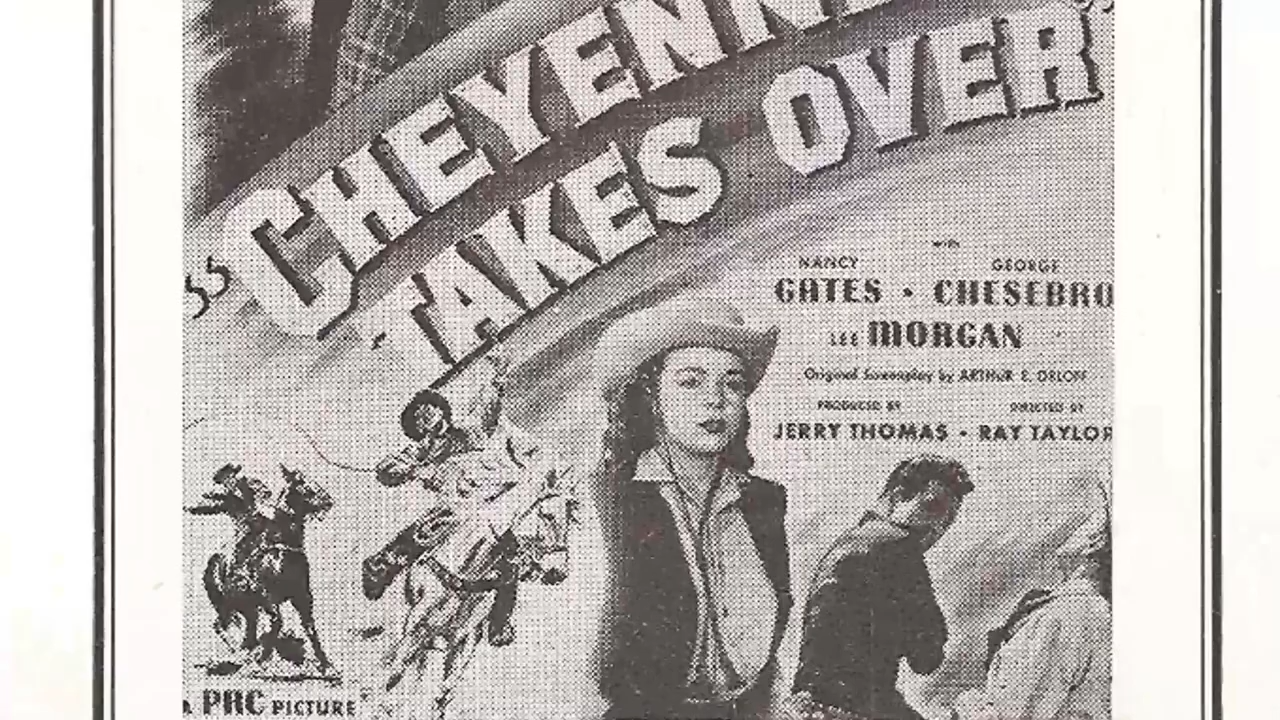 "CHEYENN
TAKES OVER"
with
NANCY GEORGE
GATES • CHESEBRO
LEE MORGAN
Original Screenplay by ARTHUR E. ORLOFF
PRODUCED BY DIRECTED BY
JERRY THOMAS • RAY TAYLOR
A PRC PICTURE